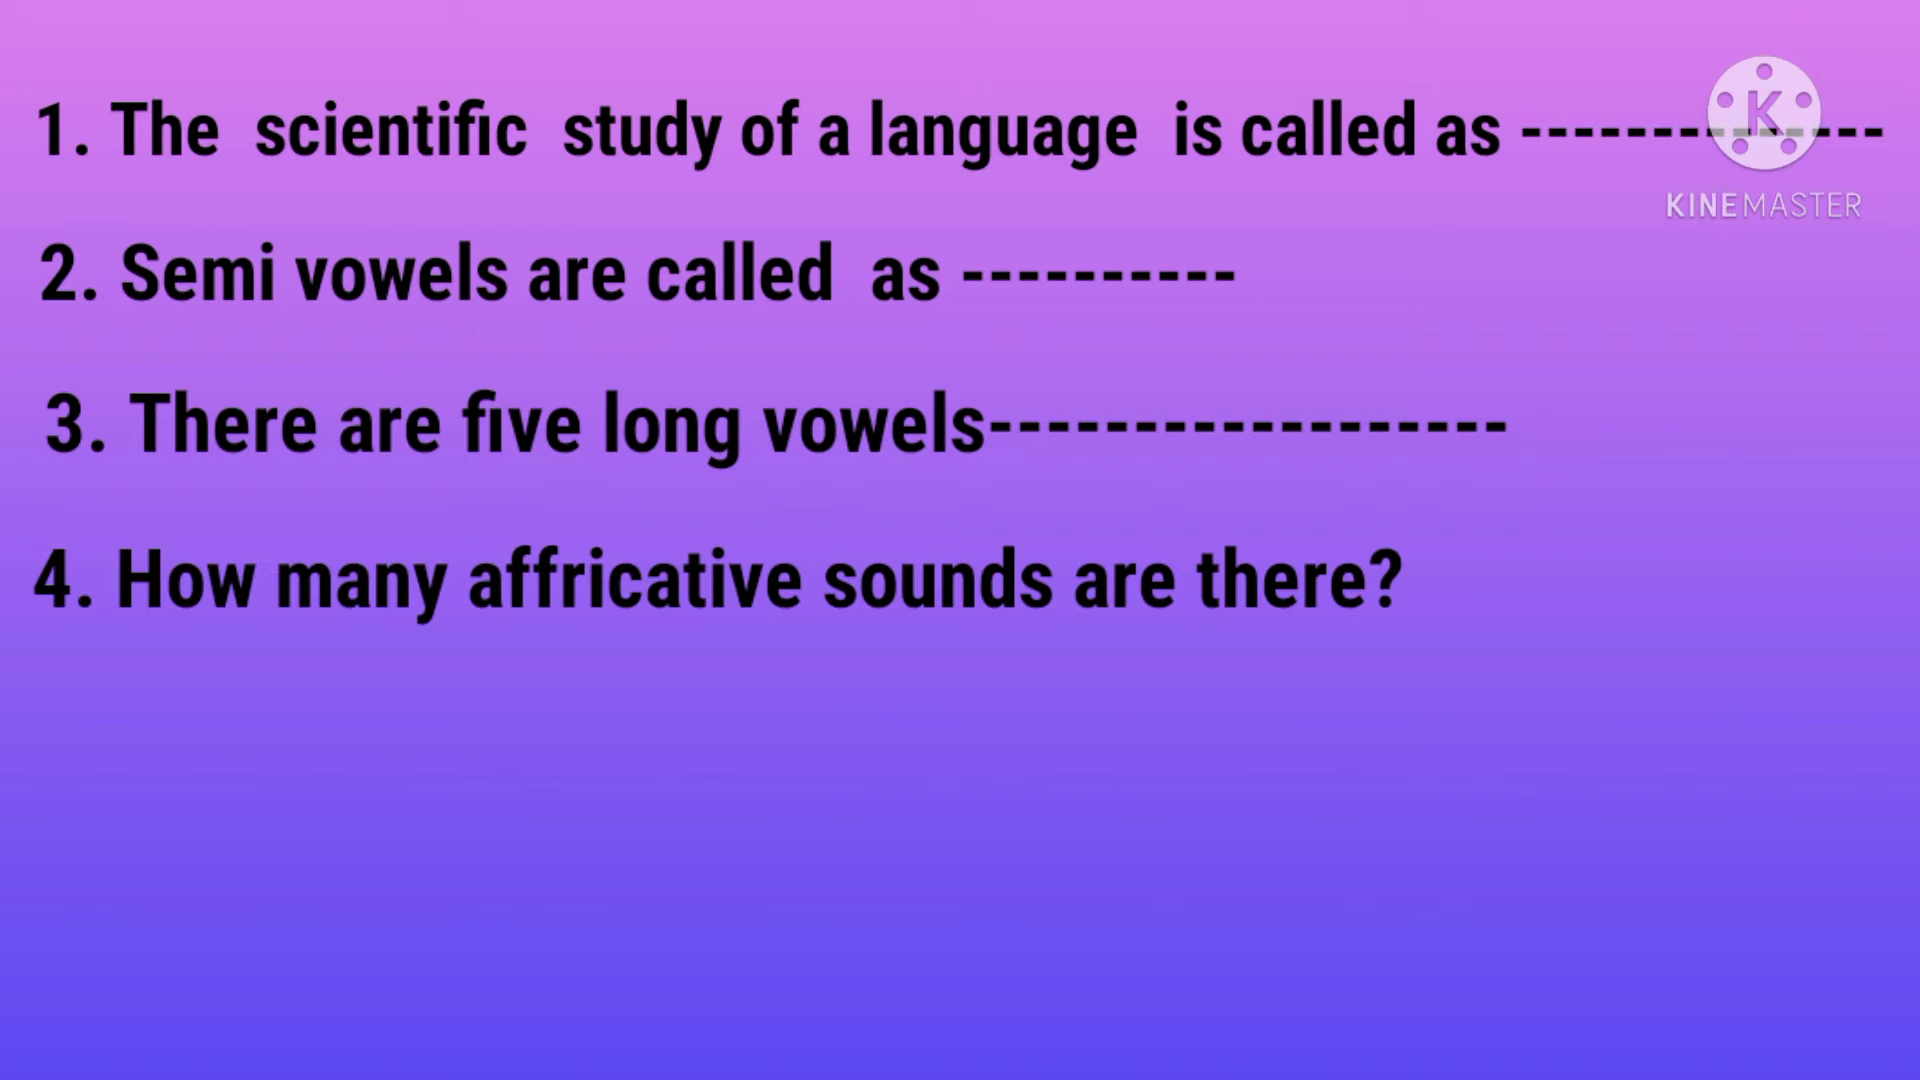 1. The scientific study of a language is called as --------------
K
KINEMASTER
2. Semi vowels are called as ----------
3. There are five long vowels------------------
4. How many affricative sounds are there?